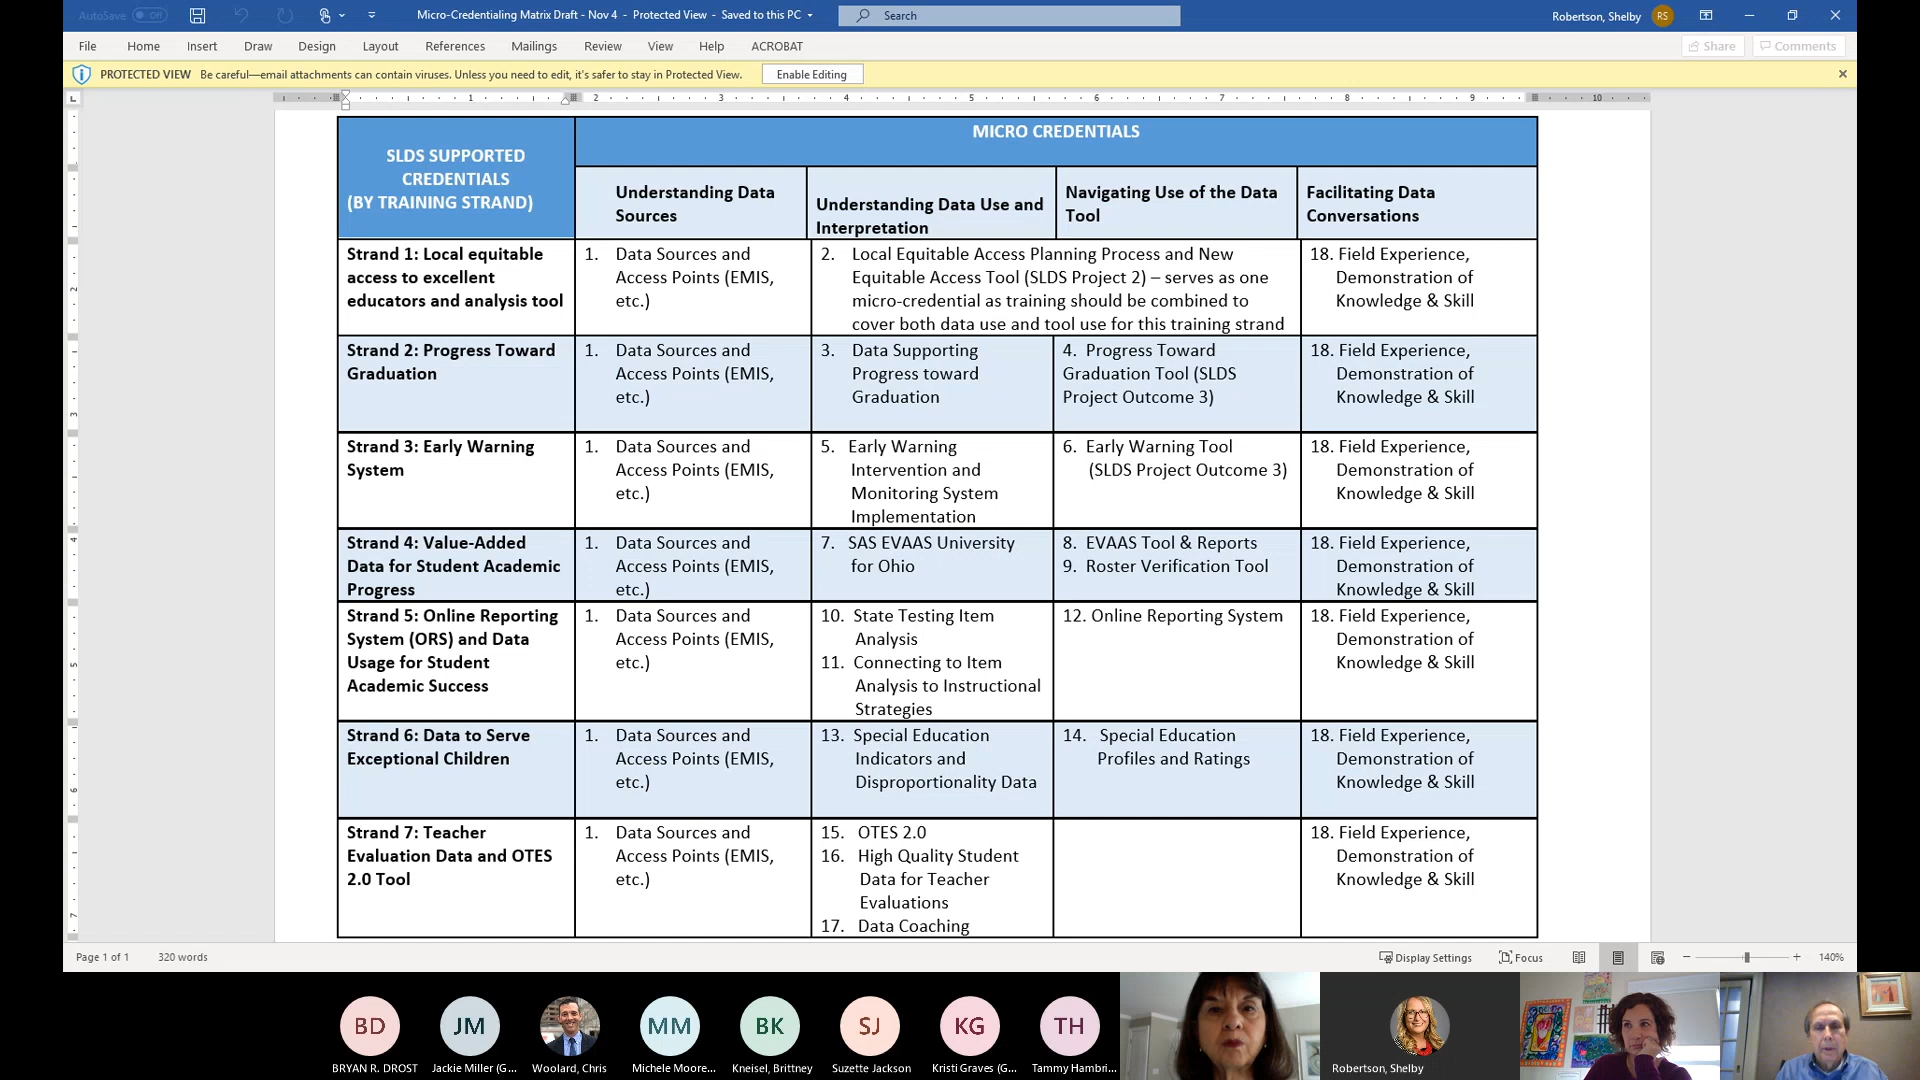 AutoSave Off Micro-Credentialing Matrix Draft - Nov 4 - Protected View - Saved to this PC Search Robertson, Shelby RS
File Home Insert Draw Design Layout References Mailings Review View Help ACROBAT Share Comments
PROTECTED VIEW Be careful—email attachments can contain viruses. Unless you need to edit, it's safer to stay in Protected View. Enable Editing
1 2 3 4 5 6 7 8 9 10
SLDS SUPPORTED
CREDENTIALS
(BY TRAINING STRAND)
MICRO CREDENTIALS
Understanding Data
Sources
Understanding Data Use and
Interpretation
Navigating Use of the Data
Tool
Facilitating Data
Conversations
Strand 1: Local equitable
access to excellent
educators and analysis tool
1. Data Sources and
Access Points (EMIS,
etc.)
2. Local Equitable Access Planning Process and New
Equitable Access Tool (SLDS Project 2) – serves as one
micro-credential as training should be combined to
cover both data use and tool use for this training strand
18. Field Experience,
Demonstration of
Knowledge & Skill
Strand 2: Progress Toward
Graduation
1. Data Sources and
Access Points (EMIS,
etc.)
3. Data Supporting
Progress toward
Graduation
4. Progress Toward
Graduation Tool (SLDS
Project Outcome 3)
18. Field Experience,
Demonstration of
Knowledge & Skill
Strand 3: Early Warning
System
1. Data Sources and
Access Points (EMIS,
etc.)
5. Early Warning
Intervention and
Monitoring System
Implementation
6. Early Warning Tool
(SLDS Project Outcome 3)
18. Field Experience,
Demonstration of
Knowledge & Skill
Strand 4: Value-Added
Data for Student Academic
Progress
1. Data Sources and
Access Points (EMIS,
etc.)
7. SAS EVAAS University
for Ohio
8. EVAAS Tool & Reports
9. Roster Verification Tool
18. Field Experience,
Demonstration of
Knowledge & Skill
Strand 5: Online Reporting
System (ORS) and Data
Usage for Student
Academic Success
1. Data Sources and
Access Points (EMIS,
etc.)
10. State Testing Item
Analysis
11. Connecting to Item
Analysis to Instructional
Strategies
12. Online Reporting System
18. Field Experience,
Demonstration of
Knowledge & Skill
Strand 6: Data to Serve
Exceptional Children
1. Data Sources and
Access Points (EMIS,
etc.)
13. Special Education
Indicators and
Disproportionality Data
14. Special Education
Profiles and Ratings
18. Field Experience,
Demonstration of
Knowledge & Skill
Strand 7: Teacher
Evaluation Data and OTES
2.0 Tool
1. Data Sources and
Access Points (EMIS,
etc.)
15. OTES 2.0
16. High Quality Student
Data for Teacher
Evaluations
17. Data Coaching
18. Field Experience,
Demonstration of
Knowledge & Skill
Page 1 of 1 320 words Display Settings Focus 140%
BD JM MM BK SJ KG TH
BRYAN R. DROST Jackie Miller (G... Woolard, Chris Michele Moore... Kneisel, Brittney Suzette Jackson Kristi Graves (G... Tammy Hambri... Robertson, Shelby